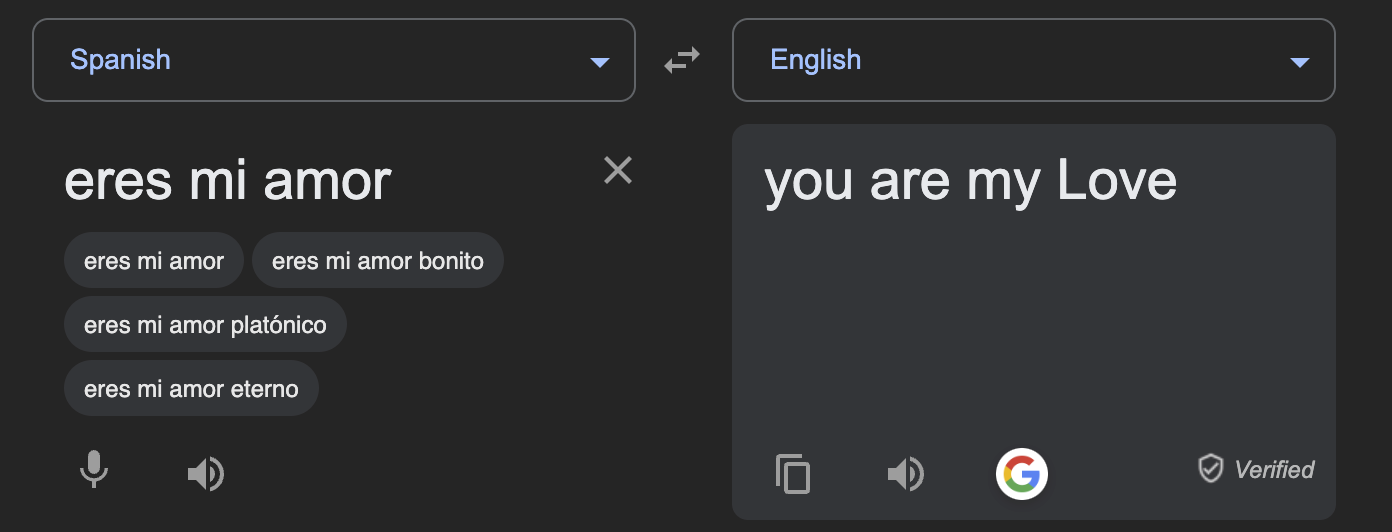 Spanish
English
eres mi amor
you are my Love
eres mi amor
eres mi amor bonito
eres mi amor platónico
eres mi amor eterno
Verified